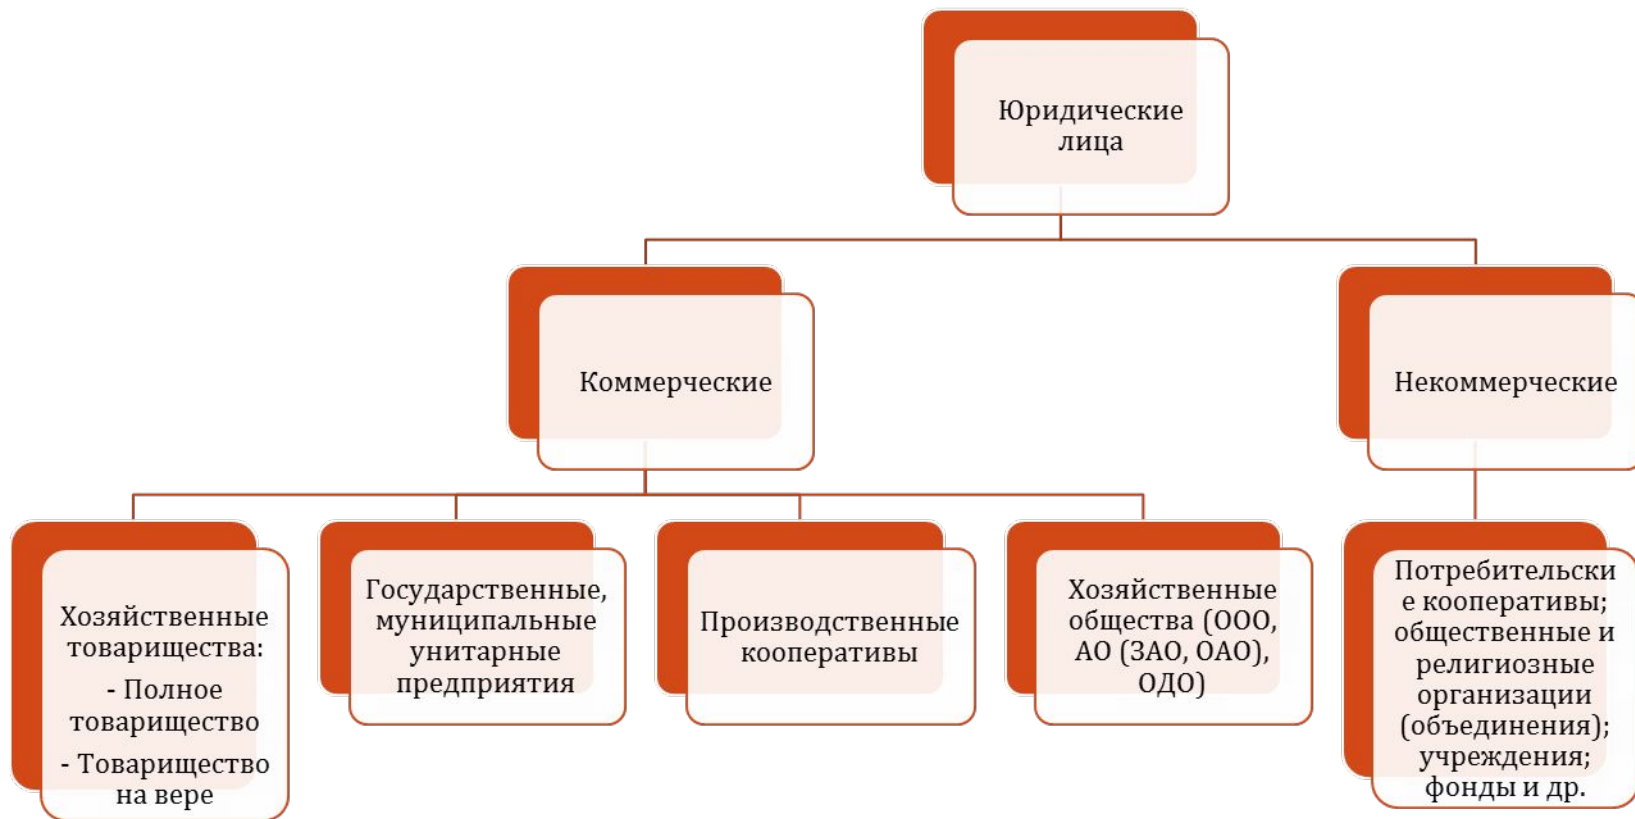 Юридические
лица
Коммерческие
Некоммерческие
Хозяйственные
товарищества:
- Полное
товарищество
- Товарищество
на вере
Государственные,
муниципальные
унитарные
предприятия
Производственные
кооперативы
Хозяйственные
общества (ООО,
АО (ЗАО, ОАО),
ОДО)
Потребительски
е кооперативы;
общественные и
религиозные
организации
(объединения);
учреждения;
фонды и др.